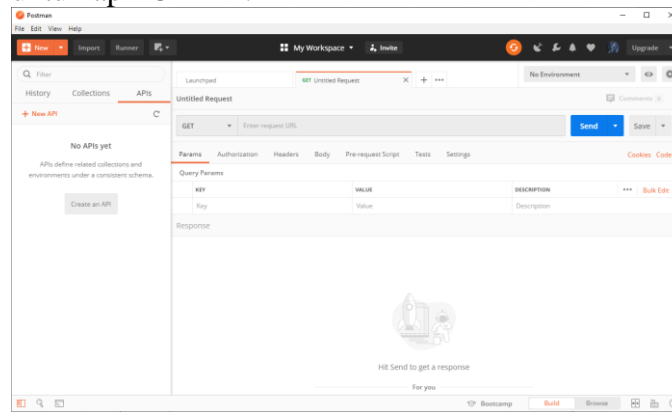 Postman
File Edit View Help
New Import Runner My Workspace Invite Upgrade
Filter
History Collections APIs
+ New API
No APIs yet
APIs define related collections and
environments under a consistent schema.
Create an API
Launchpad GET Untitled Request No Environment
Untitled Request Comments 0
GET Enter request URL Send Save
Params Authorization Headers Body Pre-request Script Tests Settings Cookies Code
Query Params
KEY VALUE DESCRIPTION Bulk Edit
Key Value Description
Response
Hit Send to get a response
For you
Bootcamp Build Browse